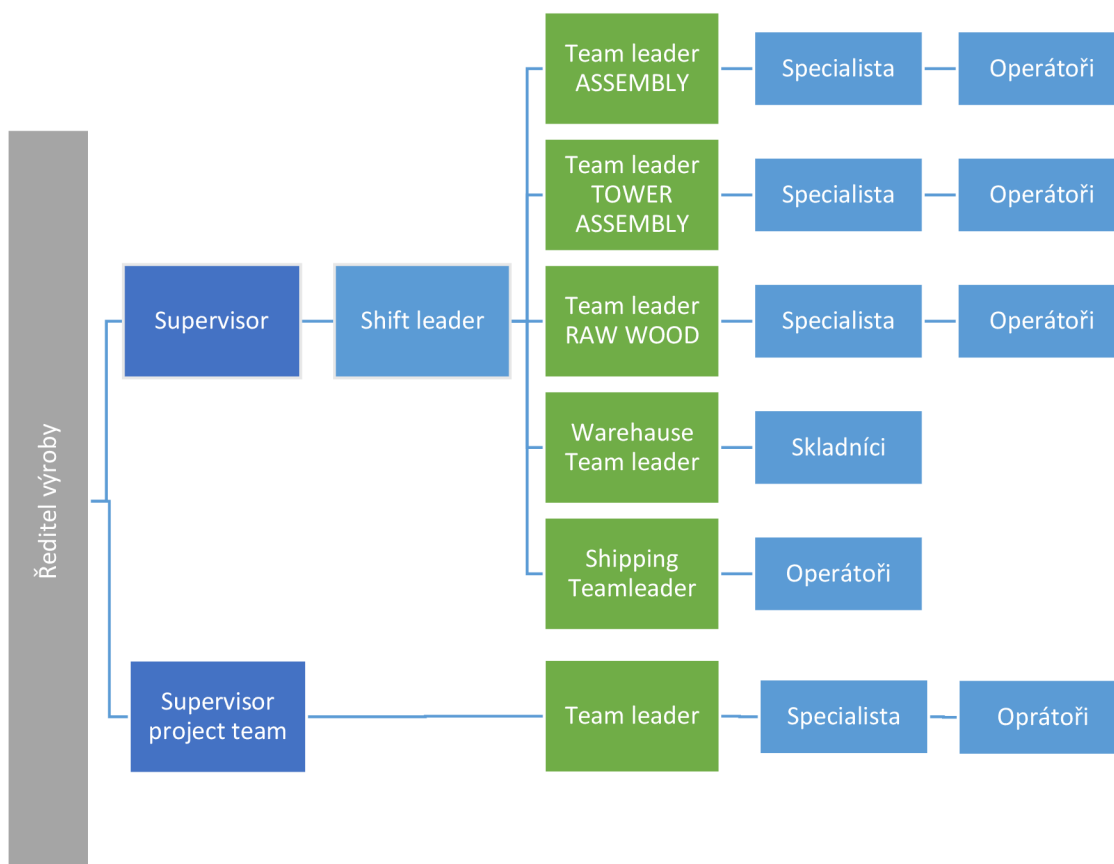 Team leader
ASSEMBLY
Specialista
Operátoři
Team leader
TOWER
ASSEMBLY
Specialista
Operátoři
Supervisor
Shift leader
Team leader
RAW WOOD
Specialista
Operátoři
Warehause
Team leader
Skladníci
Ředitel výroby
Shipping
Teamleader
Operátoři
Supervisor
project team
Team leader
Specialista
Oprátoři